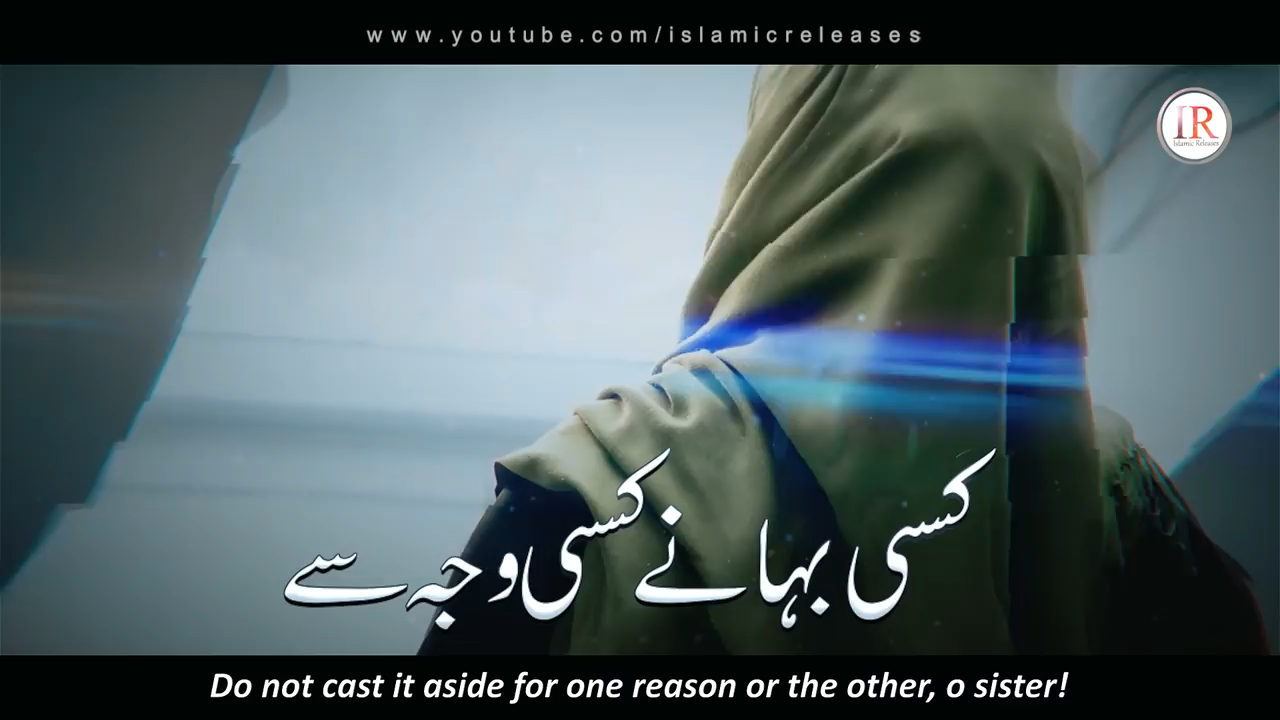 www.youtube.com/islamicreleases
IR
Islamic Releases
کسی بہانے کسی وجہ سے
Do not cast it aside for one reason or the other, o sister!